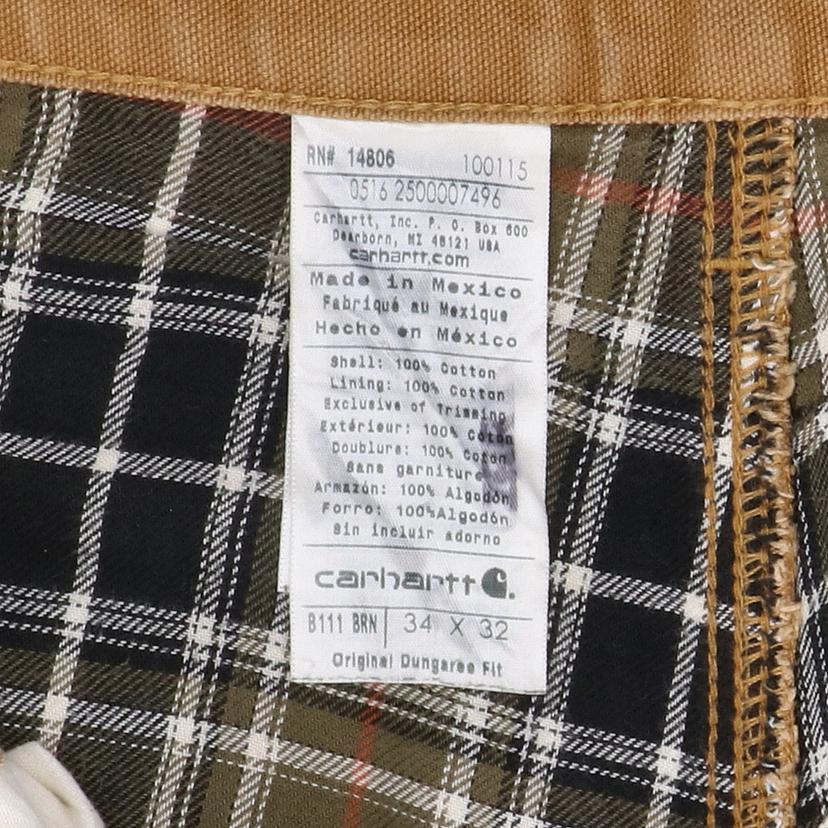 RN# 14806 100115
0516 2500007496
Carhartt, Inc. P. O. Box 600
Dearborn, MI 48121 USA
carhartt.com
Made in Mexico
Fabriqué au Mexique
Hecho en México
Shell: 100% Cotton
Lining: 100% Cotton
Exclusive of Trimming
Extérieur: 100% Coton
Doublure: 100% Coton
Sans garniture
Armazón: 100% Algodón
Forro: 100%Algodón
Sin incluir adorno
carhartt
B111 BRN 34 X 32
Original Dungaree Fit